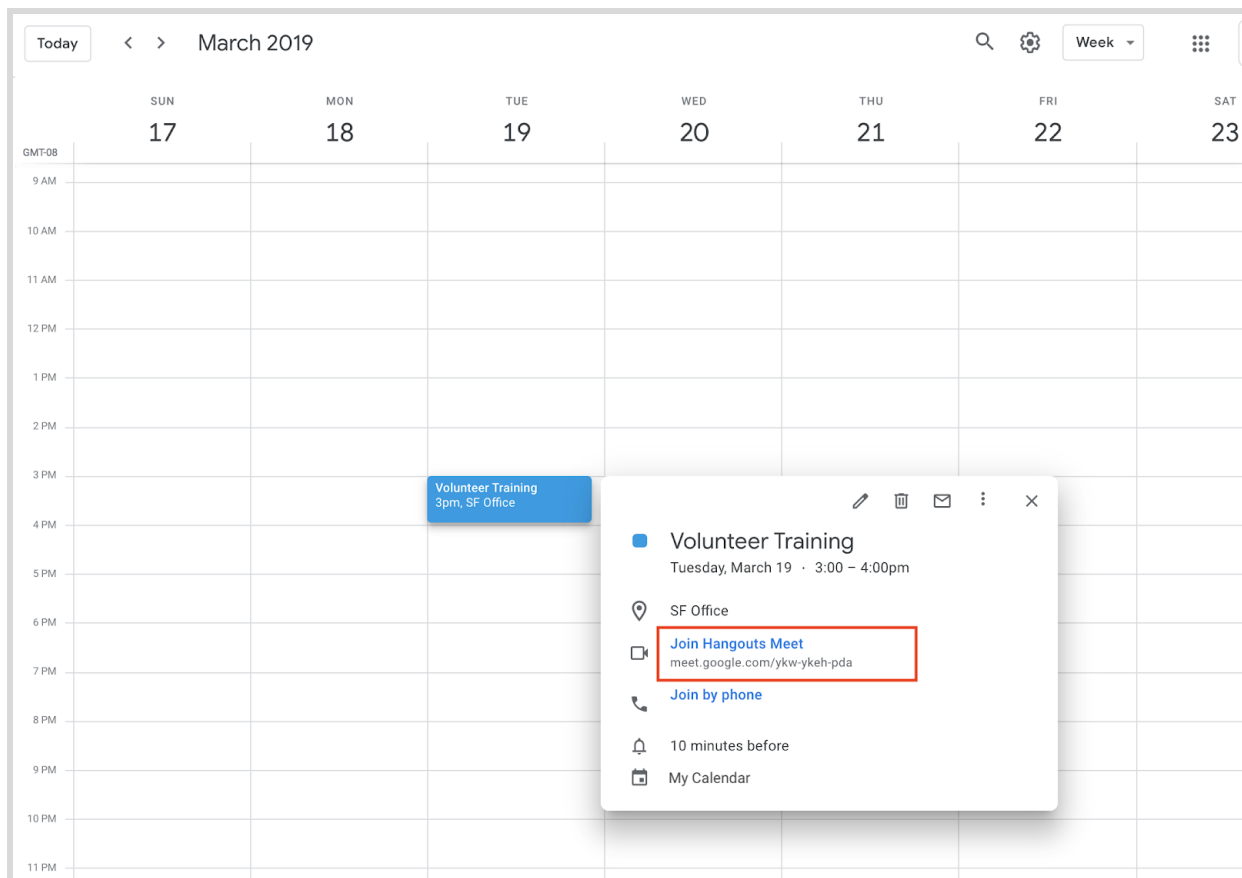 Today
March 2019
Week
SUN MON TUE WED THU FRI SAT
17 18 19 20 21 22 23
GMT-08
9 AM
10 AM
11 AM
12 PM
1 PM
2 PM
3 PM
Volunteer Training
3pm, SF Office
4 PM
Volunteer Training
Tuesday, March 19 · 3:00 – 4:00pm
5 PM
SF Office
6 PM
Join Hangouts Meet
meet.google.com/ykw-ykeh-pda
7 PM
Join by phone
8 PM
10 minutes before
9 PM
My Calendar
10 PM
11 PM